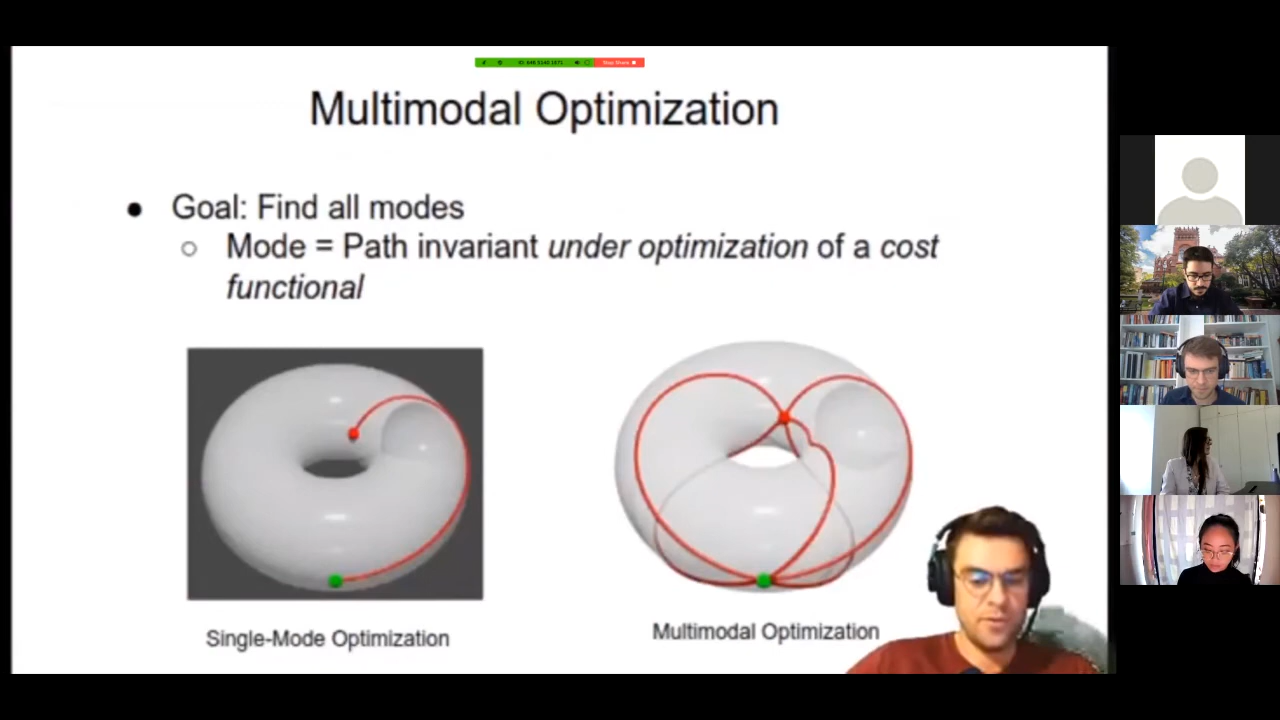 Multimodal Optimization
● Goal: Find all modes
○ Mode = Path invariant under optimization of a cost
functional
Single-Mode Optimization
Multimodal Optimization